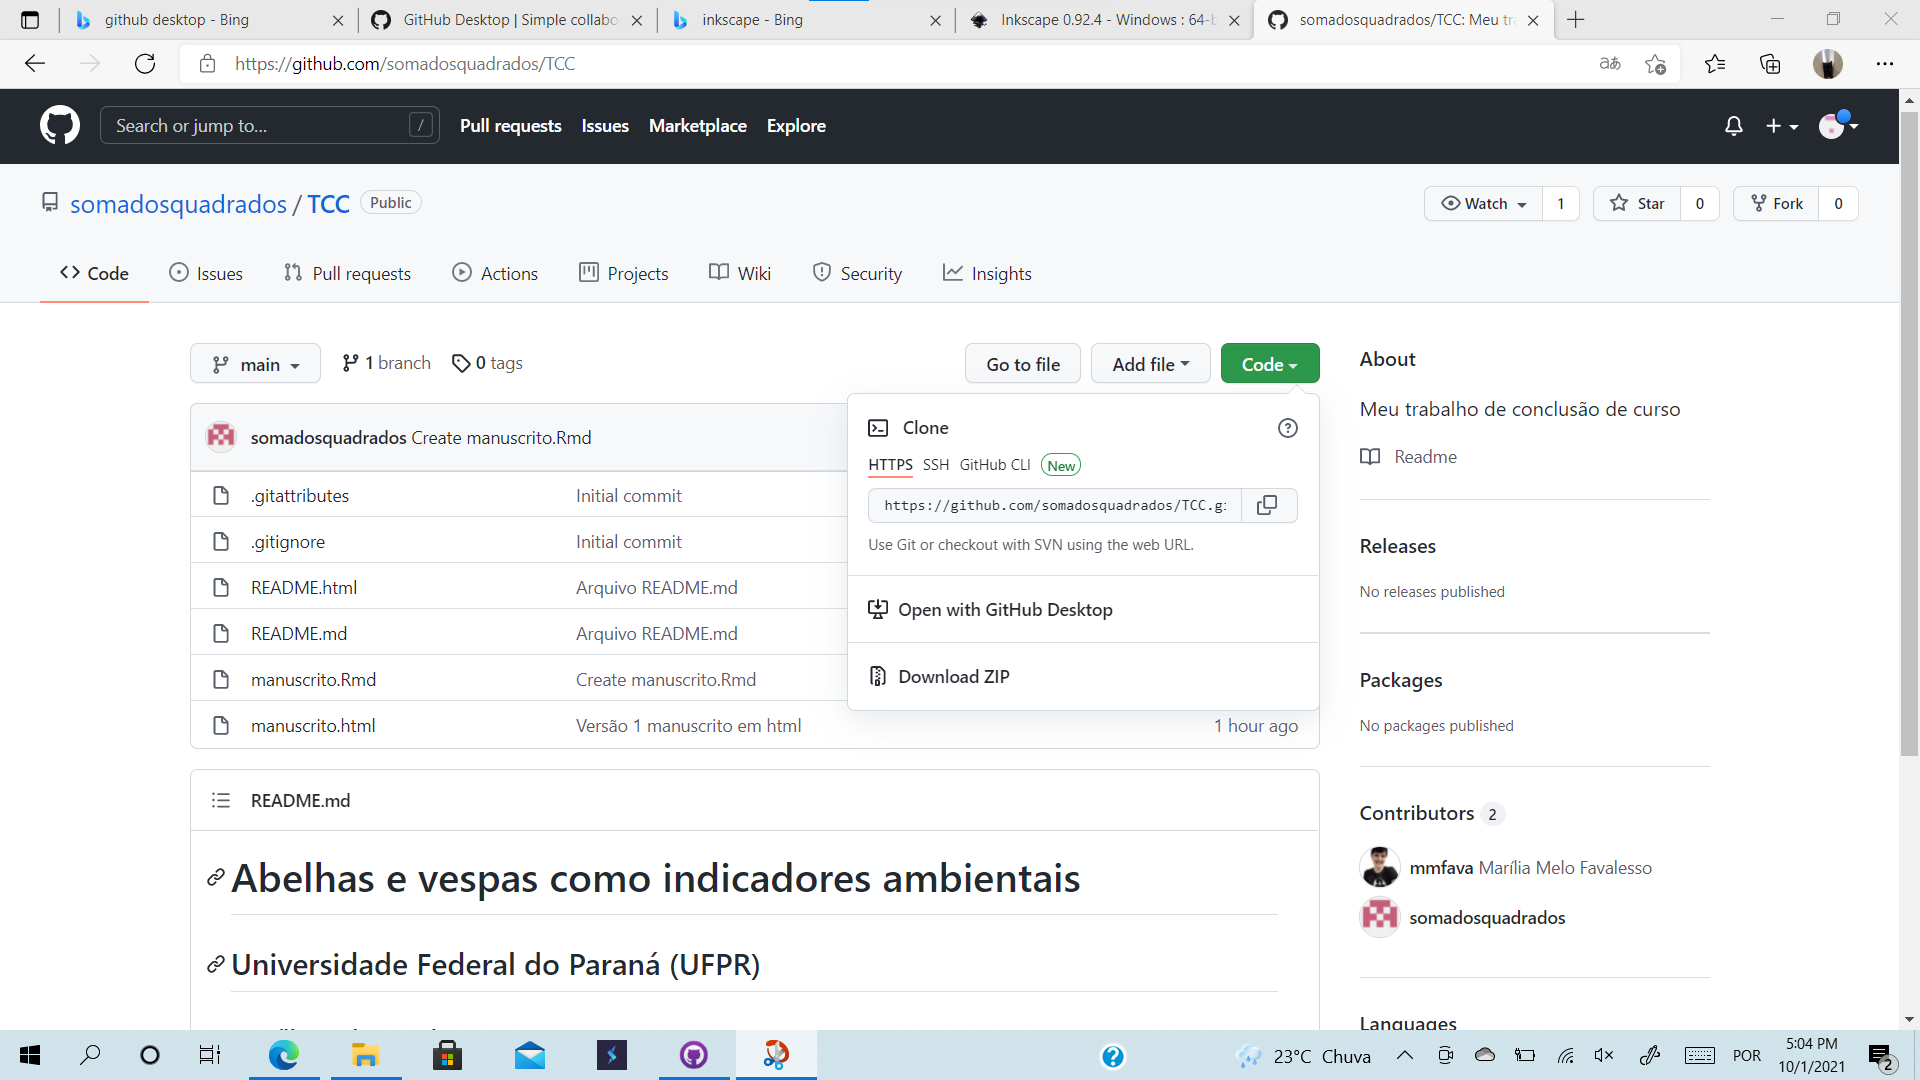 github desktop - Bing
GitHub Desktop | Simple collabo
inkscape - Bing
Inkscape 0.92.4 - Windows : 64-b
somadosquadrados/TCC: Meu tr
https://github.com/somadosquadrados/TCC
Search or jump to...
/
Pull requests
Issues
Marketplace
Explore
somadosquadrados / TCC
Public
Watch
1
Star
0
Fork
0
Code
Issues
Pull requests
Actions
Projects
Wiki
Security
Insights
main
1 branch
0 tags
Go to file
Add file
Code
somadosquadrados Create manuscrito.Rmd
.gitattributes
Initial commit
.gitignore
Initial commit
README.html
Arquivo README.md
README.md
Arquivo README.md
manuscrito.Rmd
Create manuscrito.Rmd
manuscrito.html
Versão 1 manuscrito em html
1 hour ago
Clone
HTTPS
SSH
GitHub CLI
New
https://github.com/somadosquadrados/TCC.gi
Use Git or checkout with SVN using the web URL.
Open with GitHub Desktop
Download ZIP
README.md
Abelhas e vespas como indicadores ambientais
Universidade Federal do Paraná (UFPR)
About
Meu trabalho de conclusão de curso
Readme
Releases
No releases published
Packages
No packages published
Contributors 2
mmfava Marília Melo Favalesso
somadosquadrados
Languages
23°C Chuva
POR
5:04 PM
10/1/2021
2